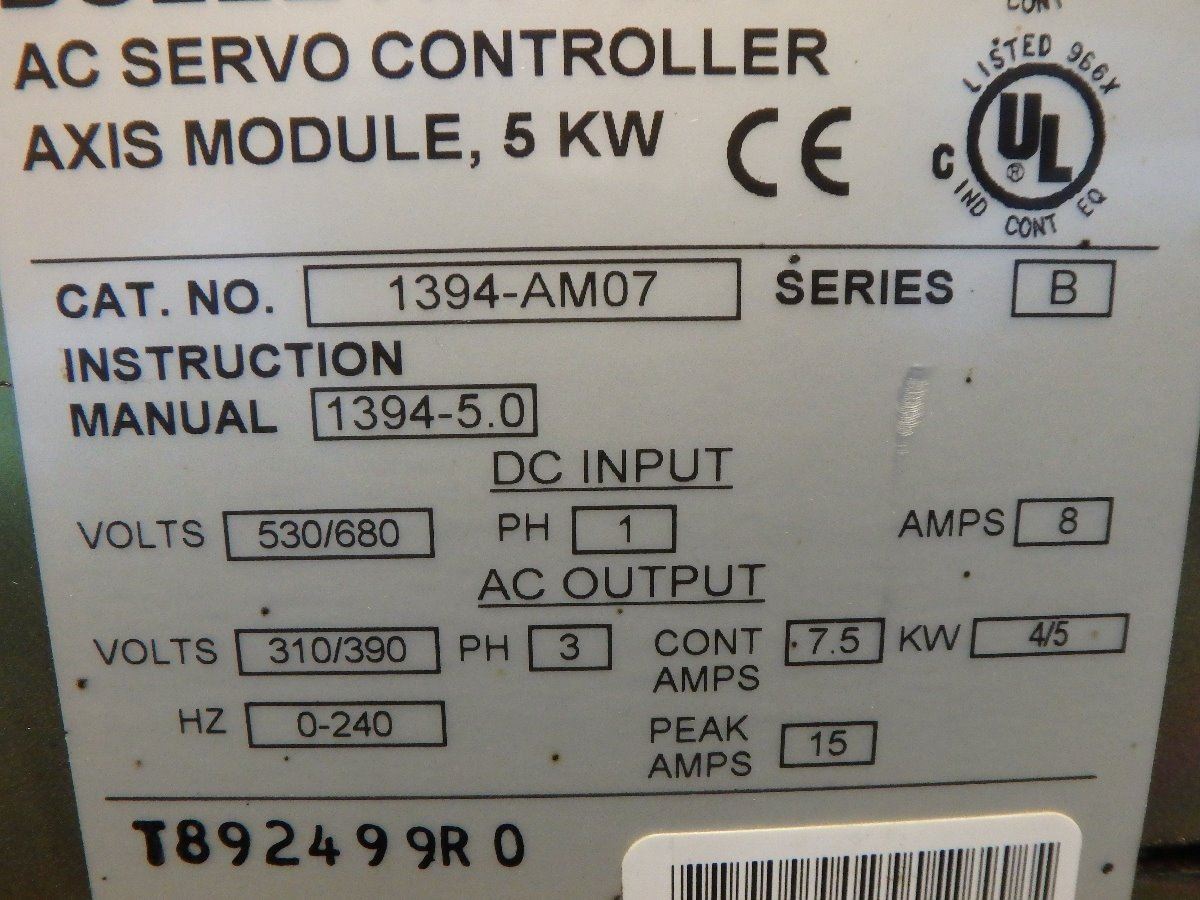 AC SERVO CONTROLLER
AXIS MODULE, 5 KW CE
CONT
LISTED 966X
C UL ®
IND CONT EQ
CAT. NO. 1394-AM07 SERIES B
INSTRUCTION
MANUAL 1394-5.0
DC INPUT
VOLTS 530/680 PH 1 AMPS 8
AC OUTPUT
VOLTS 310/390 PH 3 CONT AMPS 7.5 KW 4/5
HZ 0-240 PEAK AMPS 15
T892499R0